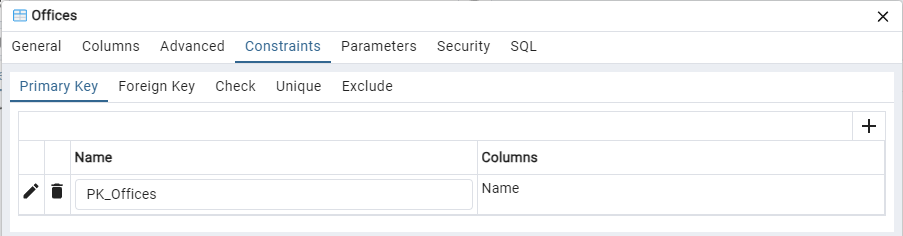 Offices
General Columns Advanced Constraints Parameters Security SQL
Primary Key Foreign Key Check Unique Exclude
Name Columns
PK_Offices Name